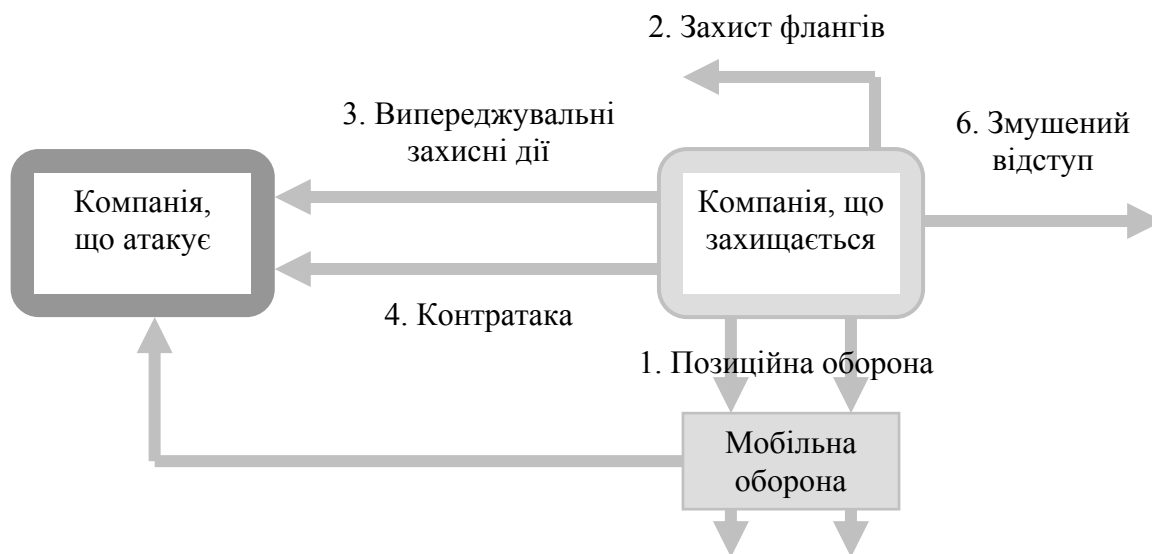 2. Захист флангів
3. Випереджувальні
захисні дії
6. Змушений
відступ
Компанія,
що атакує
Компанія, що
захищається
4. Контратака
1. Позиційна оборона
Мобільна
оборона